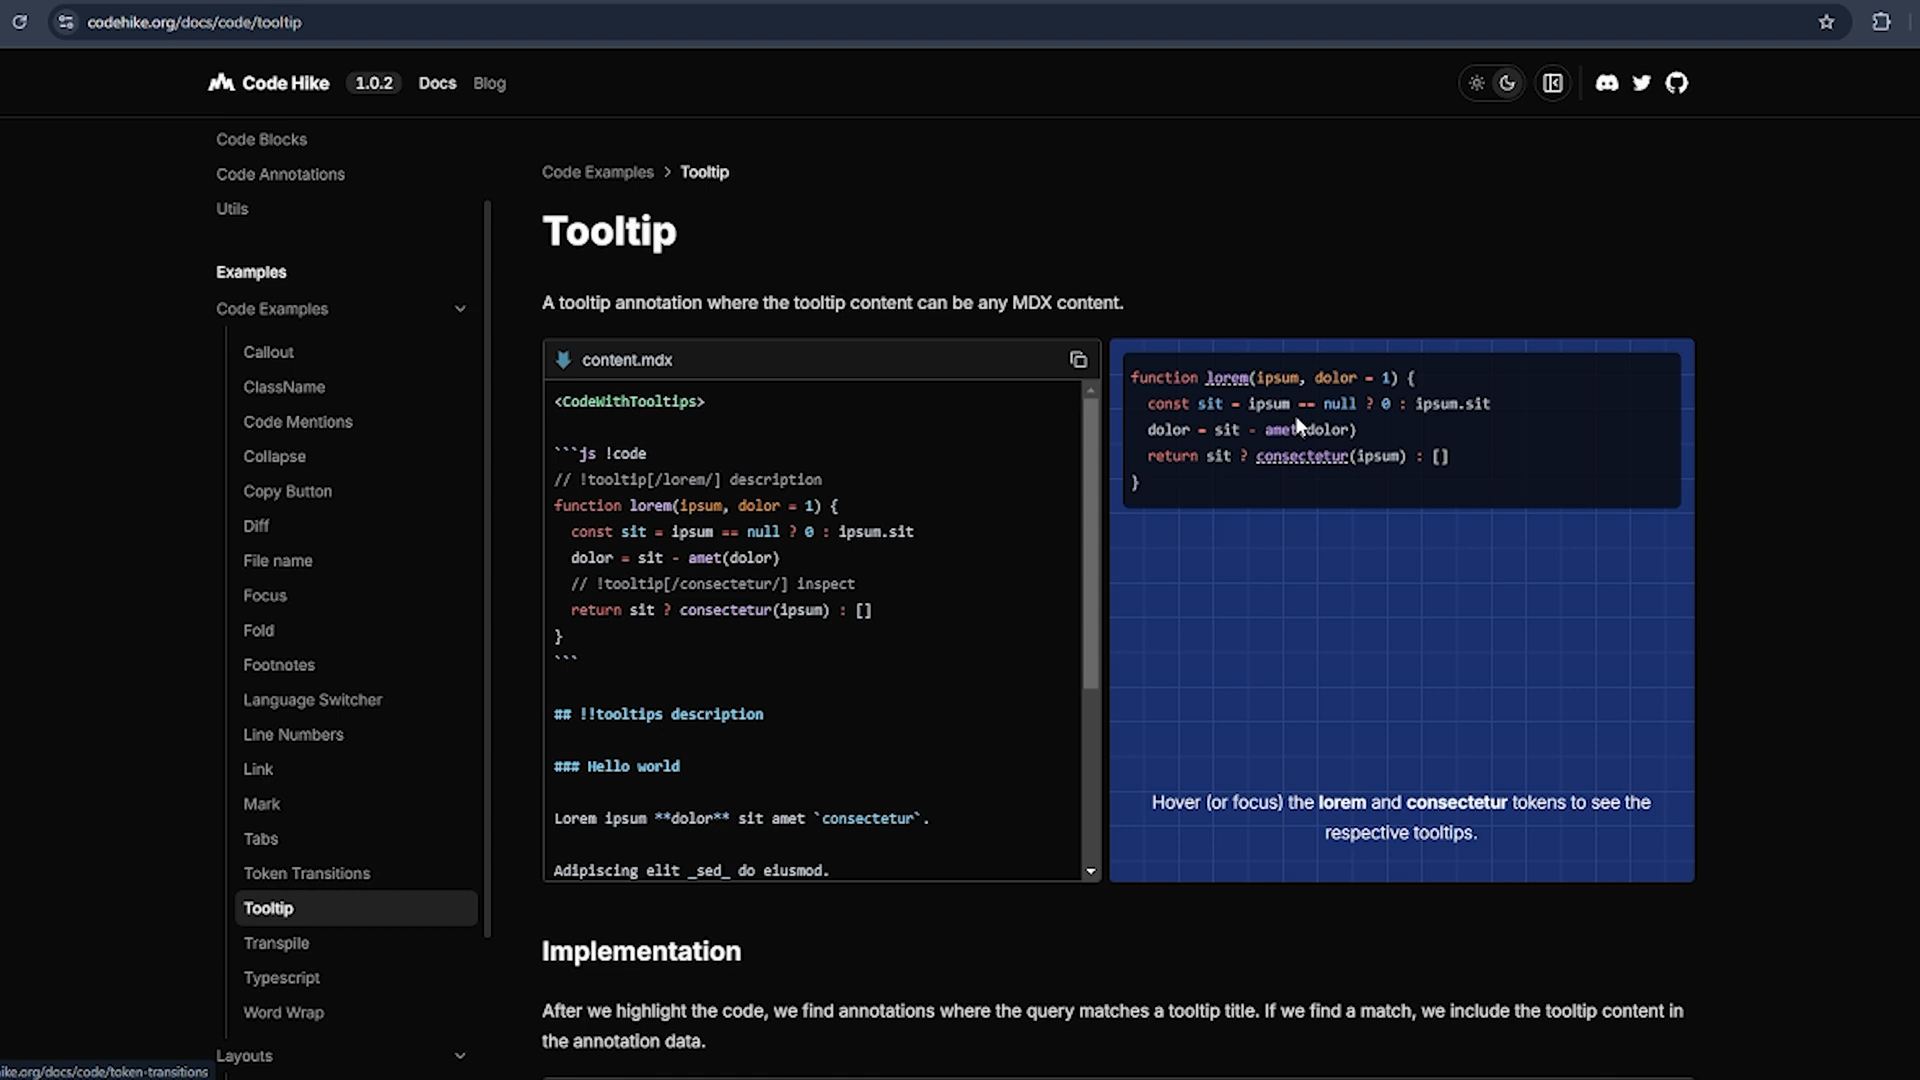 codehike.org/docs/code/tooltip
Code Hike
1.0.2
Docs
Blog
Code Blocks
Code Annotations
Utils
Examples
Code Examples
Callout
ClassName
Code Mentions
Collapse
Copy Button
Diff
File name
Focus
Fold
Footnotes
Language Switcher
Line Numbers
Link
Mark
Tabs
Token Transitions
Tooltip
Transpile
Typescript
Word Wrap
Layouts
ike.org/docs/code/token-transitions
Code Examples > Tooltip
Tooltip
A tooltip annotation where the tooltip content can be any MDX content.
content.mdx
<CodeWithTooltips>
```js !code
// !tooltip[/lorem/] description
function lorem(ipsum, dolor = 1) {
const sit = ipsum == null ? 0 : ipsum.sit
dolor = sit - amet(dolor)
// !tooltip[/consectetur/] inspect
return sit ? consectetur(ipsum) : []
}
```
## !!tooltips description
### Hello world
Lorem ipsum **dolor** sit amet `consectetur`.
Adipiscing elit _sed_ do eiusmod.
function lorem(ipsum, dolor = 1) {
const sit = ipsum == null ? 0 : ipsum.sit
dolor = sit - amet(dolor)
return sit ? consectetur(ipsum) : []
}
Hover (or focus) the lorem and consectetur tokens to see the
respective tooltips.
Implementation
After we highlight the code, we find annotations where the query matches a tooltip title. If we find a match, we include the tooltip content in
the annotation data.